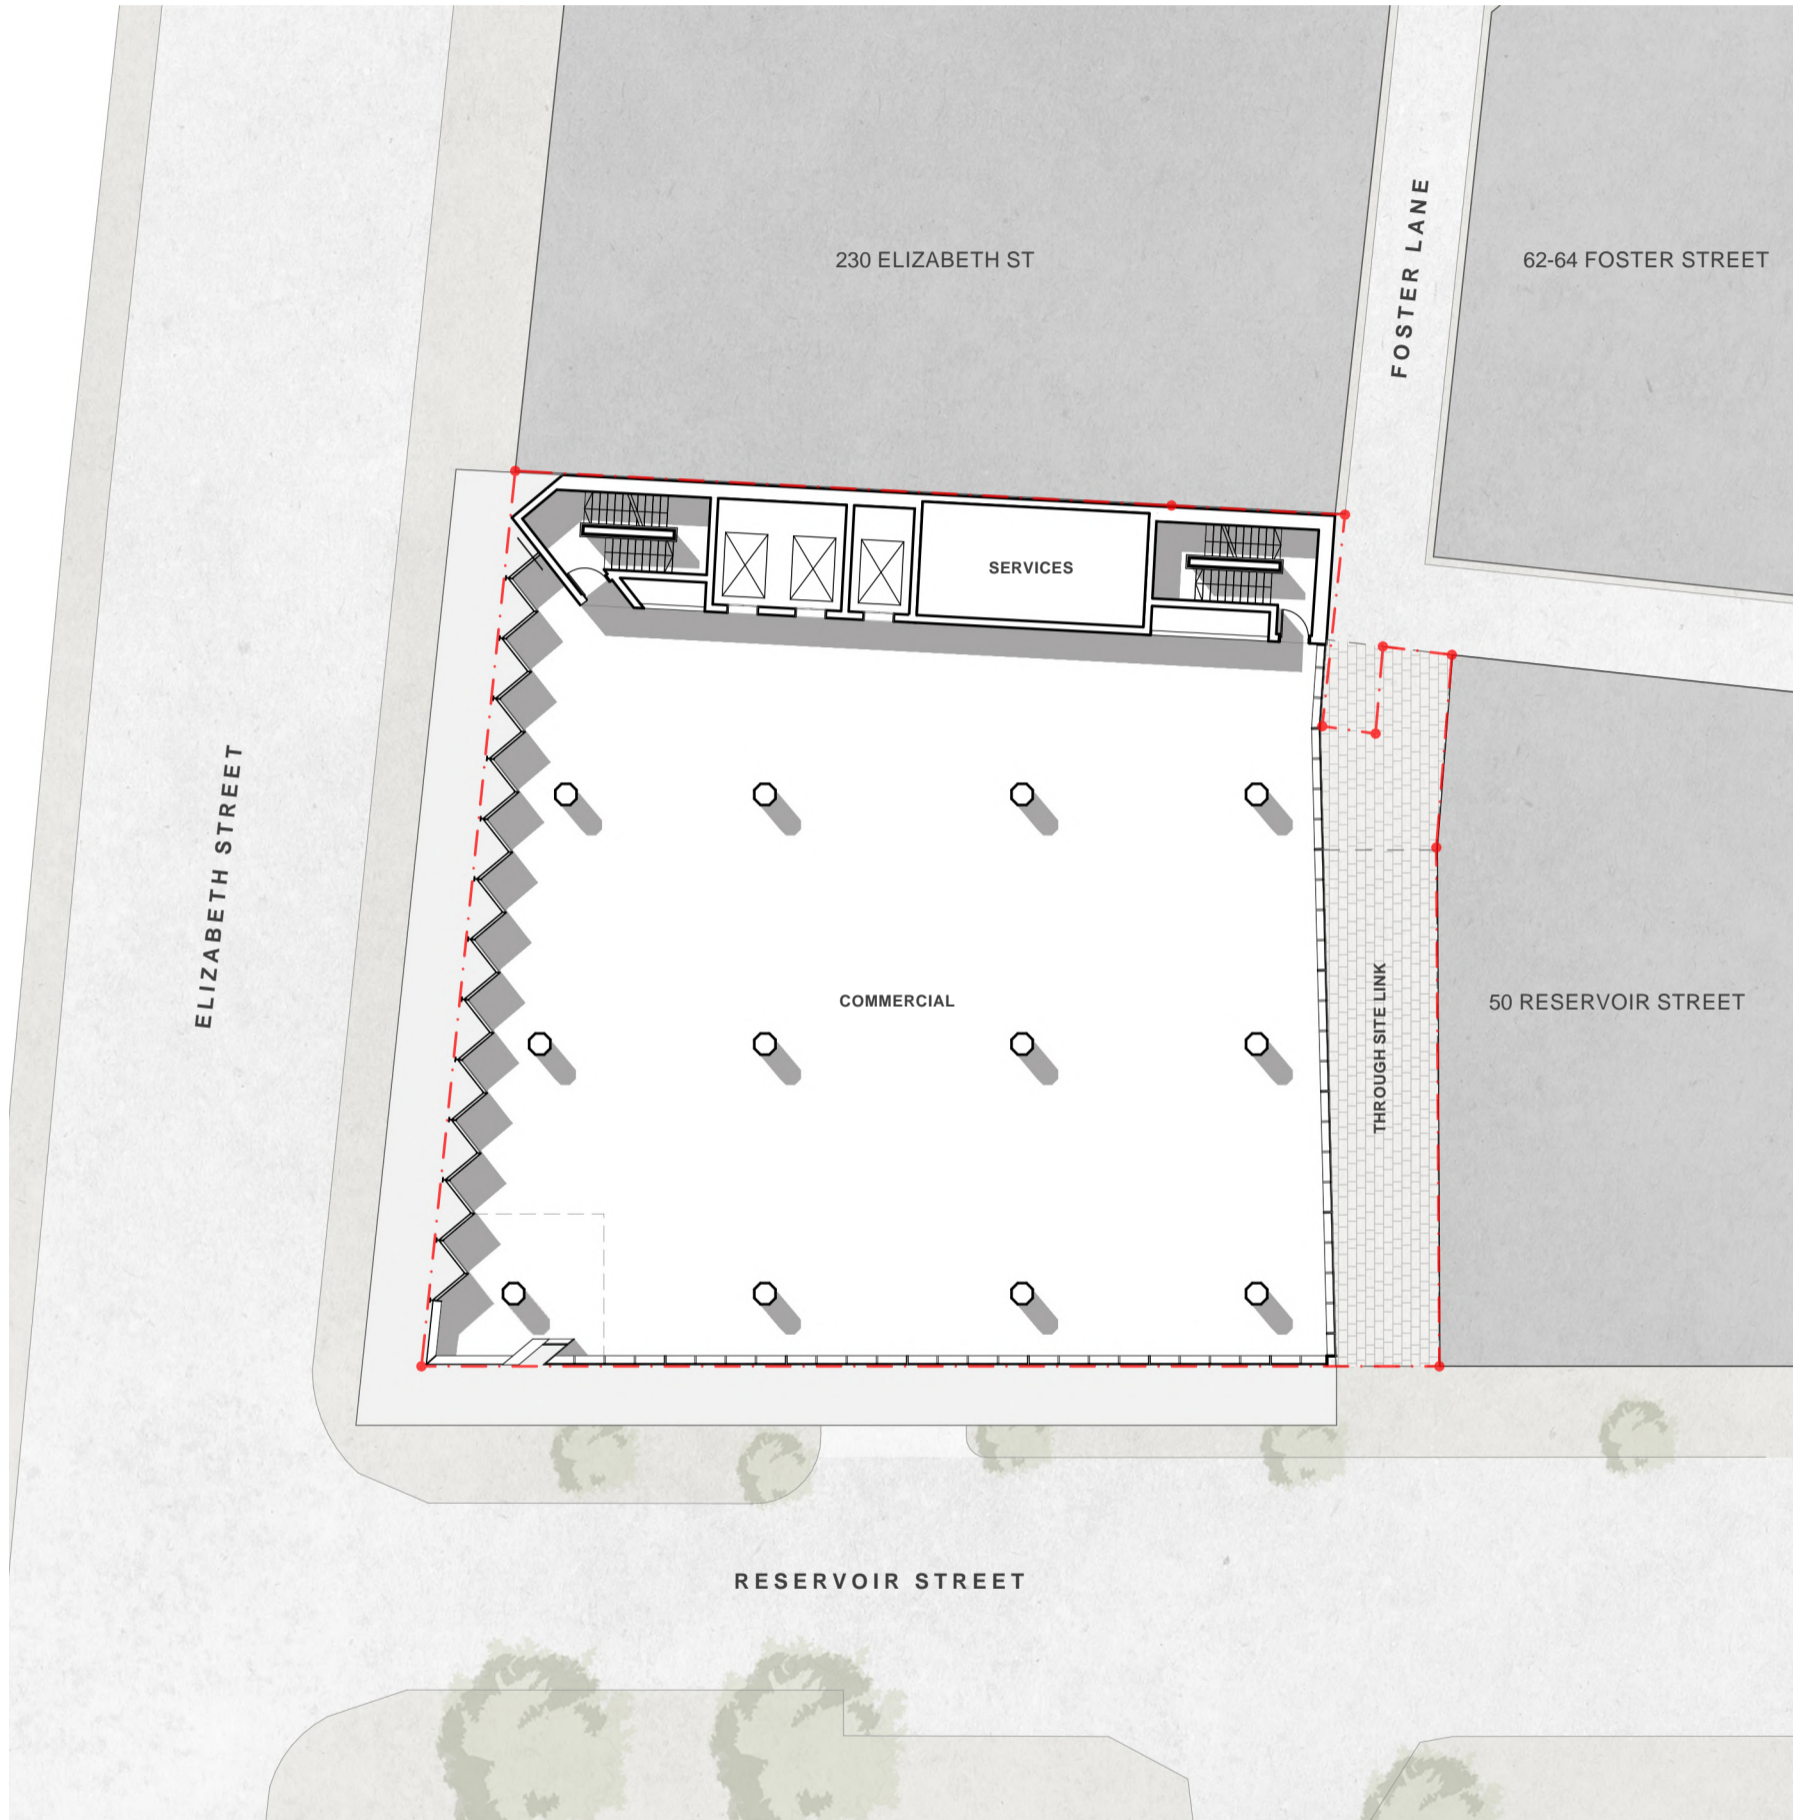 230 ELIZABETH ST
FOSTER LANE
62-64 FOSTER STREET
SERVICES
ELIZABETH STREET
COMMERCIAL
THROUGH SITE LINK
50 RESERVOIR STREET
RESERVOIR STREET